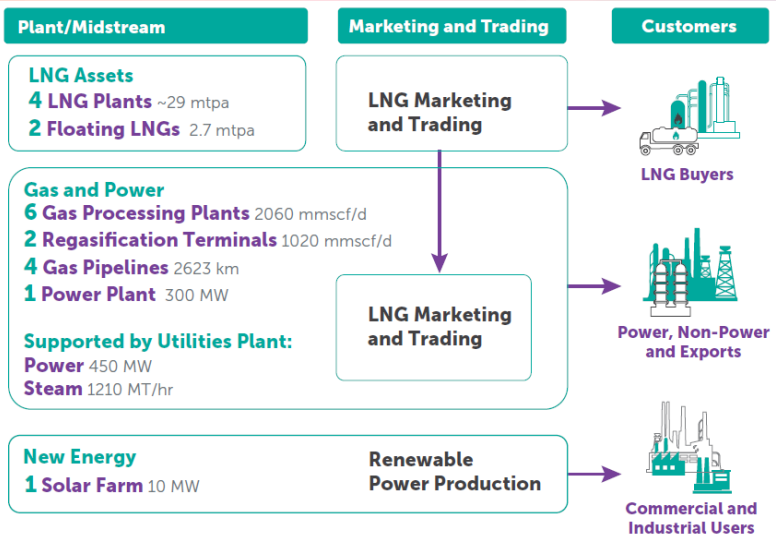 Plant/Midstream
Marketing and Trading
Customers
LNG Assets
4 LNG Plants ~29 mtpa
2 Floating LNGs 2.7 mtpa
LNG Marketing
and Trading
LNG Buyers
Gas and Power
6 Gas Processing Plants 2060 mmscf/d
2 Regasification Terminals 1020 mmscf/d
4 Gas Pipelines 2623 km
1 Power Plant 300 MW
Supported by Utilities Plant:
Power 450 MW
Steam 1210 MT/hr
LNG Marketing
and Trading
Power, Non-Power
and Exports
New Energy
1 Solar Farm 10 MW
Renewable
Power Production
Commercial and
Industrial Users